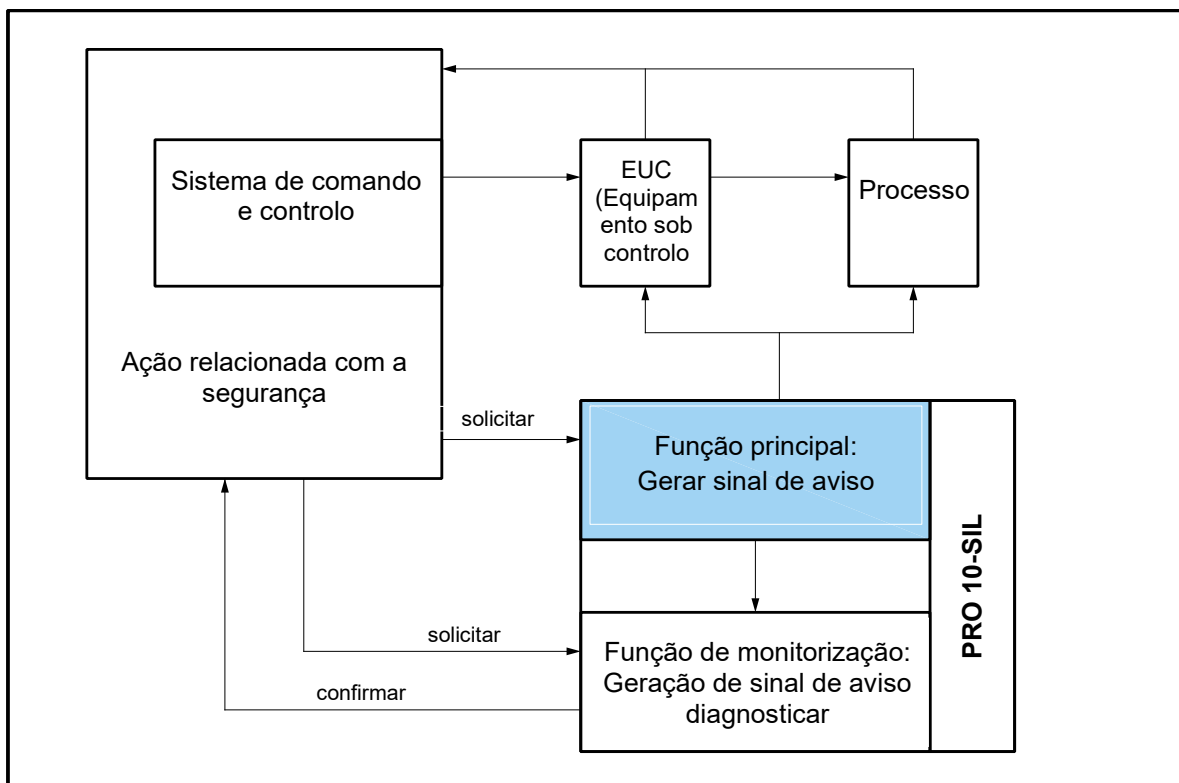 Sistema de comando
e controlo
EUC
(Equipam
ento sob
controlo
Processo
Ação relacionada com a
segurança
solicitar
Função principal:
Gerar sinal de aviso
PRO 10-SIL
solicitar
Função de monitorização:
Geração de sinal de aviso
diagnosticar
confirmar